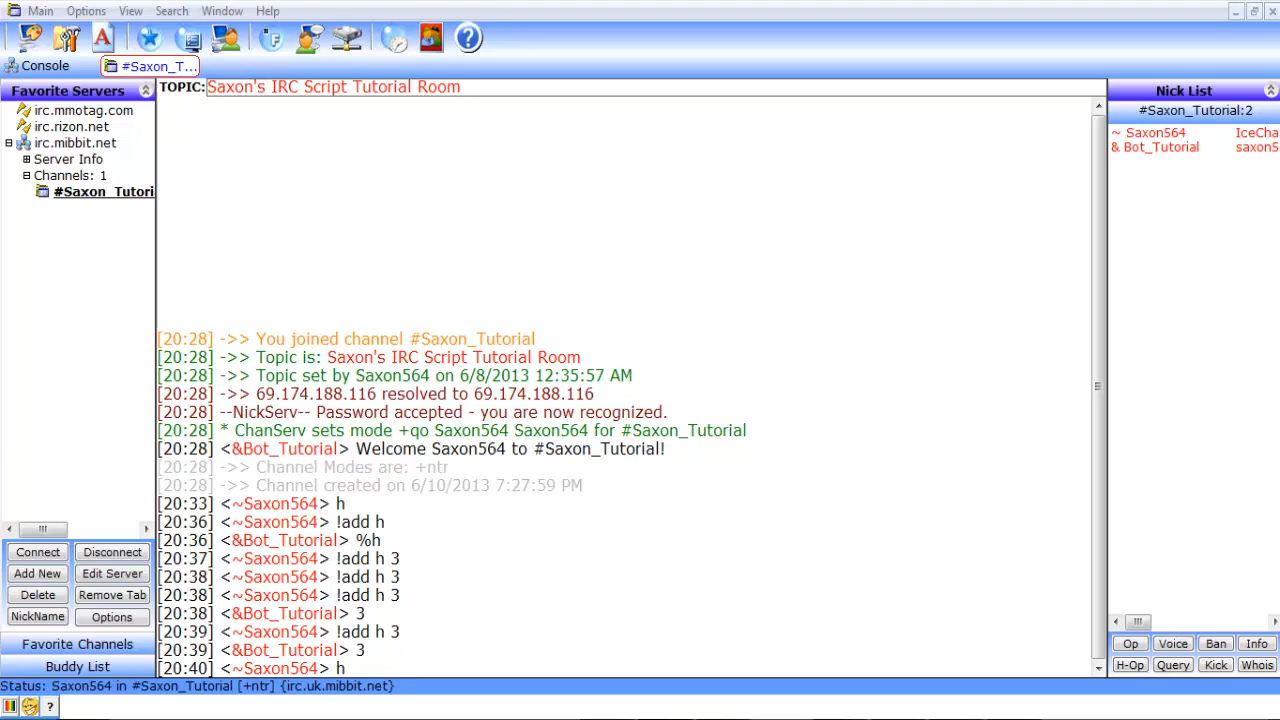 Main Options View Search Window Help
Console
#Saxon_T...
Favorite Servers
irc.mmotag.com
irc.rizon.net
irc.mibbit.net
Server Info
Channels: 1
#Saxon_Tutori
Connect Disconnect
Add New Edit Server
Delete Remove Tab
NickName Options
Favorite Channels
Buddy List
TOPIC: Saxon's IRC Script Tutorial Room
[20:28] ->> You joined channel #Saxon_Tutorial
[20:28] ->> Topic is: Saxon's IRC Script Tutorial Room
[20:28] ->> Topic set by Saxon564 on 6/8/2013 12:35:57 AM
[20:28] ->> 69.174.188.116 resolved to 69.174.188.116
[20:28] --NickServ-- Password accepted - you are now recognized.
[20:28] * ChanServ sets mode +qo Saxon564 Saxon564 for #Saxon_Tutorial
[20:28] <&Bot_Tutorial> Welcome Saxon564 to #Saxon_Tutorial!
[20:28] ->> Channel Modes are: +ntr
[20:28] ->> Channel created on 6/10/2013 7:27:59 PM
[20:33] <~Saxon564> h
[20:36] <~Saxon564> !add h
[20:36] <&Bot_Tutorial> %h
[20:37] <~Saxon564> !add h 3
[20:38] <~Saxon564> !add h 3
[20:38] <~Saxon564> !add h 3
[20:38] <&Bot_Tutorial> 3
[20:39] <~Saxon564> !add h 3
[20:39] <&Bot_Tutorial> 3
[20:40] <~Saxon564> h
Nick List
#Saxon_Tutorial:2
~ Saxon564 IceCha
& Bot_Tutorial saxon5
Op Voice Ban Info
H-Op Query Kick Whois
Status: Saxon564 in #Saxon_Tutorial [+ntr] {irc.uk.mibbit.net}